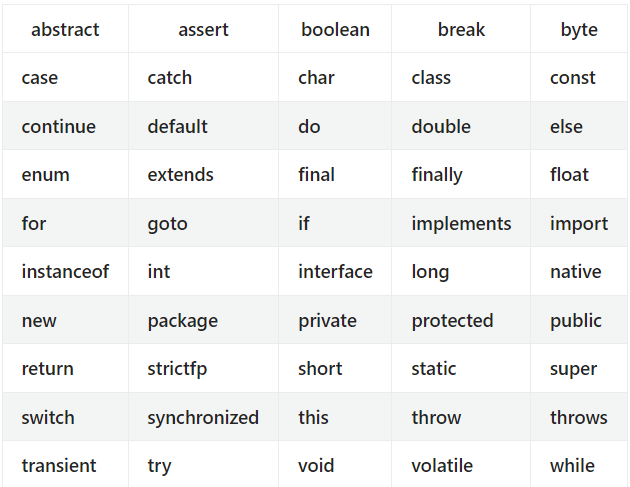 abstract assert boolean break byte
case catch char class const
continue default do double else
enum extends final finally float
for goto if implements import
instanceof int interface long native
new package private protected public
return strictfp short static super
switch synchronized this throw throws
transient try void volatile while